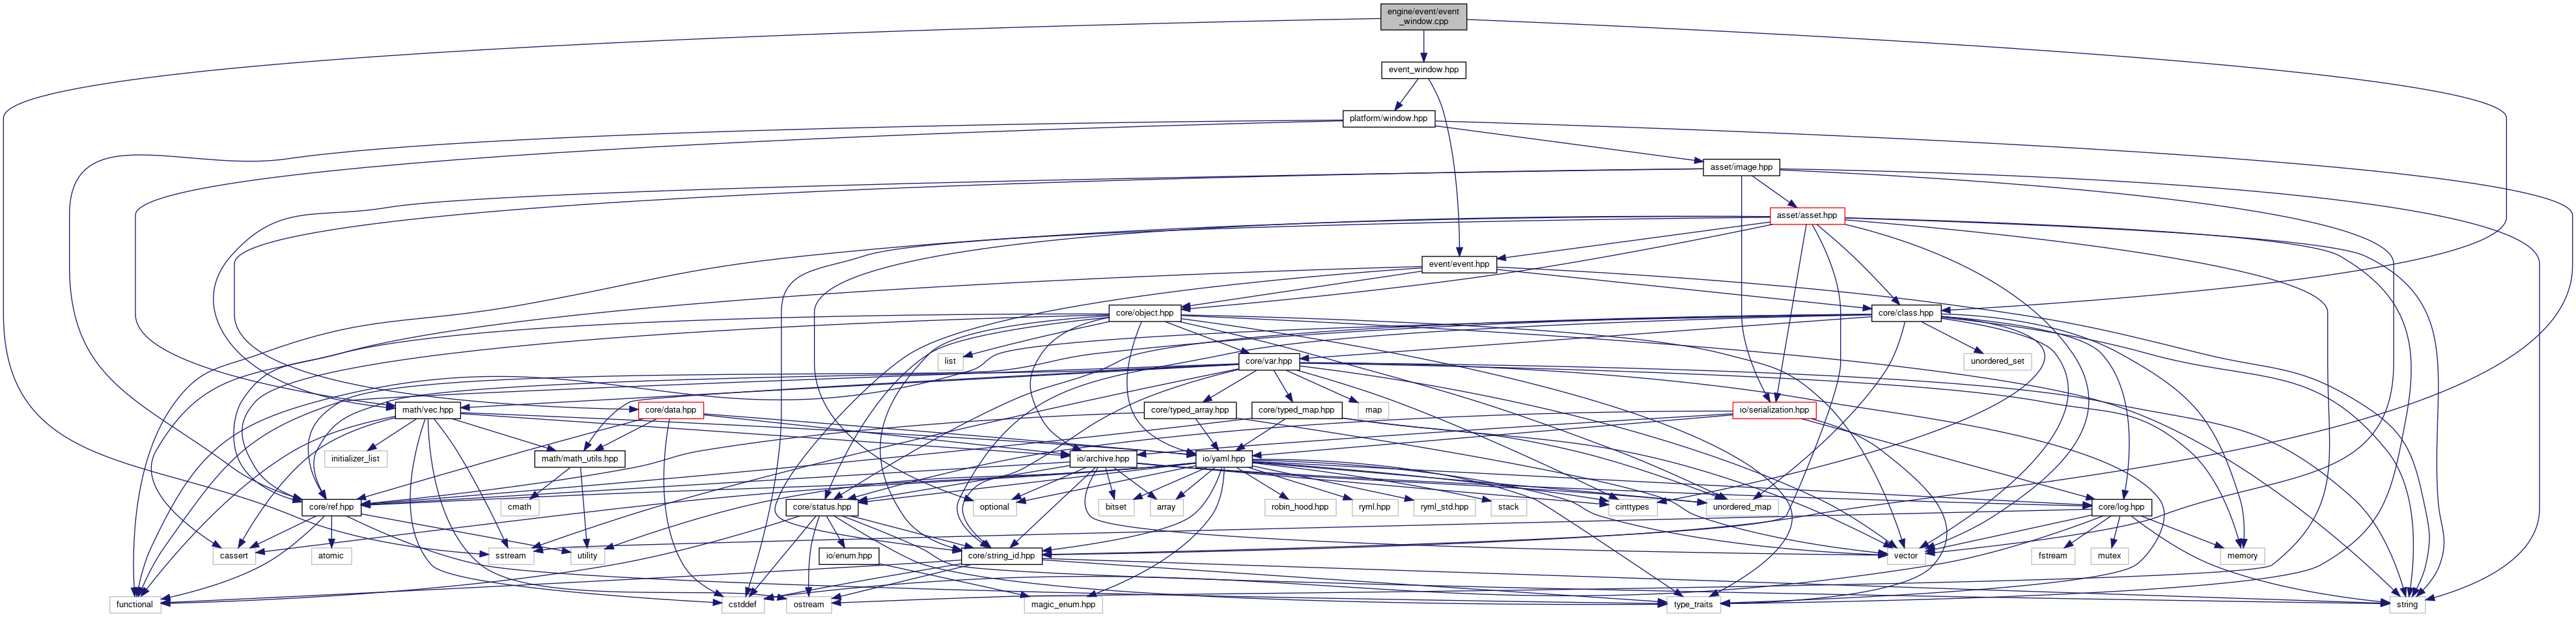 engine/event/event
_window.cpp
event_window.hpp
platform/window.hpp
asset/image.hpp
asset/asset.hpp
event/event.hpp
core/object.hpp
core/class.hpp
list
core/var.hpp
unordered_set
math/vec.hpp
core/data.hpp
core/typed_array.hpp
core/typed_map.hpp
map
io/serialization.hpp
initializer_list
math/math_utils.hpp
io/archive.hpp
io/yaml.hpp
core/ref.hpp
cmath
core/status.hpp
optional
bitset
array
robin_hood.hpp
ryml.hpp
ryml_std.hpp
stack
cinttypes
unordered_map
core/log.hpp
cassert
atomic
sstream
utility
io/enum.hpp
core/string_id.hpp
vector
fstream
mutex
memory
functional
cstddef
ostream
magic_enum.hpp
type_traits
string